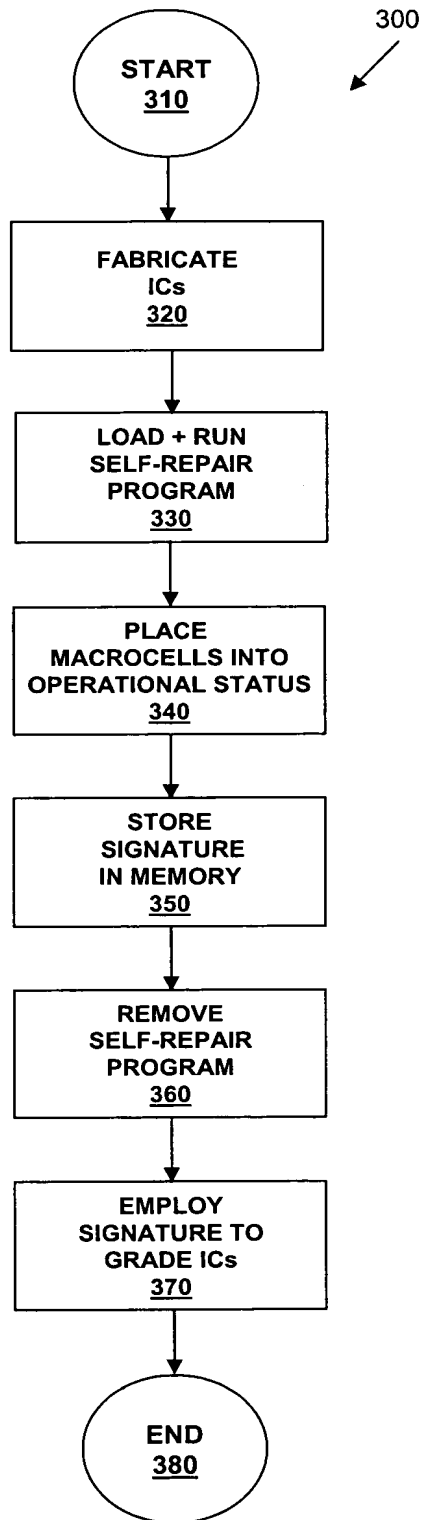 300
START
310
FABRICATE
ICs
320
LOAD + RUN
SELF-REPAIR
PROGRAM
330
PLACE
MACROCELLS INTO
OPERATIONAL STATUS
340
STORE
SIGNATURE
IN MEMORY
350
REMOVE
SELF-REPAIR
PROGRAM
360
EMPLOY
SIGNATURE TO
GRADE ICs
370
END
380